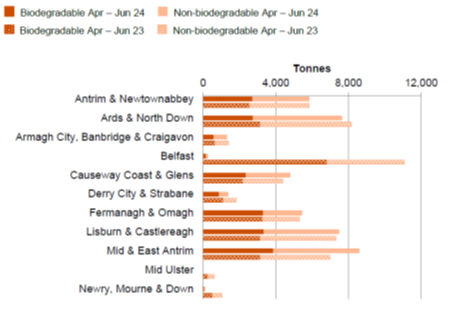 Biodegradable Apr – Jun 24 Non-biodegradable Apr – Jun 24
Biodegradable Apr – Jun 23 Non-biodegradable Apr – Jun 23
Tonnes
0 4,000 8,000 12,000
Antrim & Newtownabbey
Ards & North Down
Armagh City, Banbridge & Craigavon
Belfast
Causeway Coast & Glens
Derry City & Strabane
Fermanagh & Omagh
Lisburn & Castlereagh
Mid & East Antrim
Mid Ulster
Newry, Mourne & Down